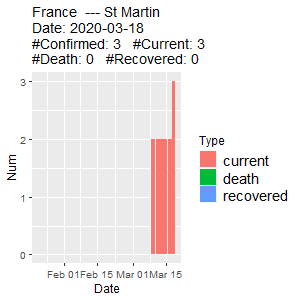 France  --- St Martin
Date: 2020-03-18
#Confirmed: 3   #Current: 3
#Death: 0   #Recovered: 0
3
2
1
0
Num
Feb 01 Feb 15 Mar 01 Mar 15
Date
Type
current
death
recovered